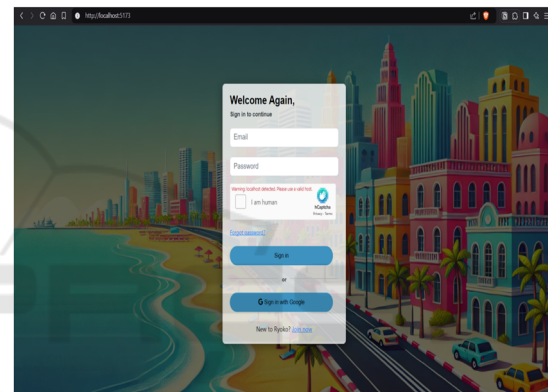 http://localhost:5173
Welcome Again,
Sign in to continue
Email
Password
Warning: localhost detected. Please use a valid host.
I am human
hCaptcha
Privacy - Terms
Forgot password?
Sign in
or
G Sign in with Google
New to Ryoko? Join now